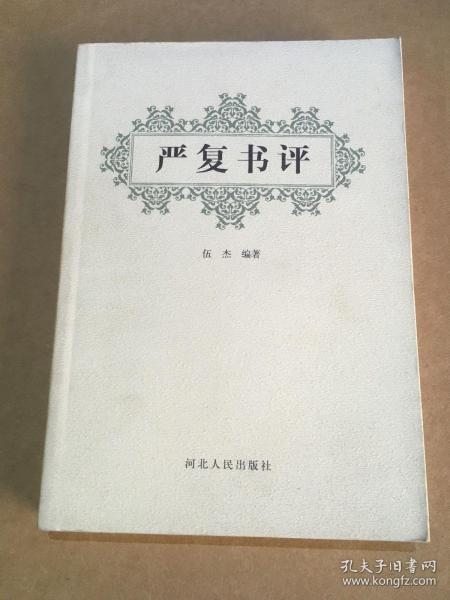 严复书评
伍杰 编著
河北人民出版社
孔夫子旧书网
www.kongfz.com